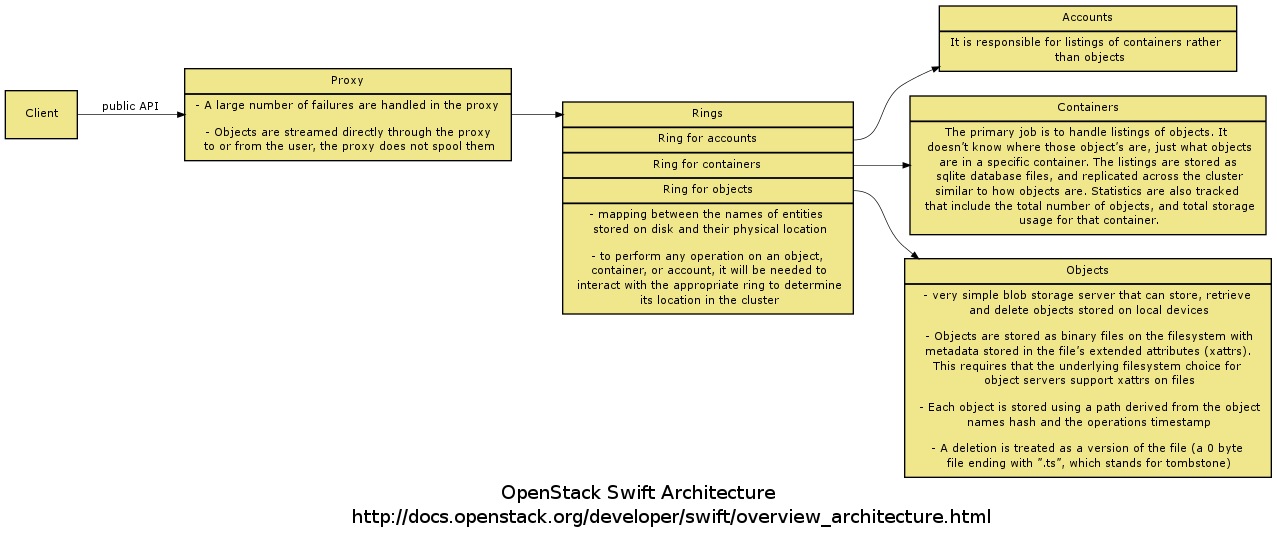 Client
public API
Proxy
- A large number of failures are handled in the proxy
- Objects are streamed directly through the proxy
to or from the user, the proxy does not spool them
Rings
Ring for accounts
Ring for containers
Ring for objects
- mapping between the names of entities
stored on disk and their physical location
- to perform any operation on an object,
container, or account, it will be needed to
interact with the appropriate ring to determine
its location in the cluster
Accounts
It is responsible for listings of containers rather
than objects
Containers
The primary job is to handle listings of objects. It
doesn’t know where those object’s are, just what objects
are in a specific container. The listings are stored as
sqlite database files, and replicated across the cluster
similar to how objects are. Statistics are also tracked
that include the total number of objects, and total storage
usage for that container.
Objects
- very simple blob storage server that can store, retrieve
and delete objects stored on local devices
- Objects are stored as binary files on the filesystem with
metadata stored in the file’s extended attributes (xattrs).
This requires that the underlying filesystem choice for
object servers support xattrs on files
- Each object is stored using a path derived from the object
names hash and the operations timestamp
- A deletion is treated as a version of the file (a 0 byte
file ending with ”.ts”, which stands for tombstone)
OpenStack Swift Architecture
http://docs.openstack.org/developer/swift/overview_architecture.html